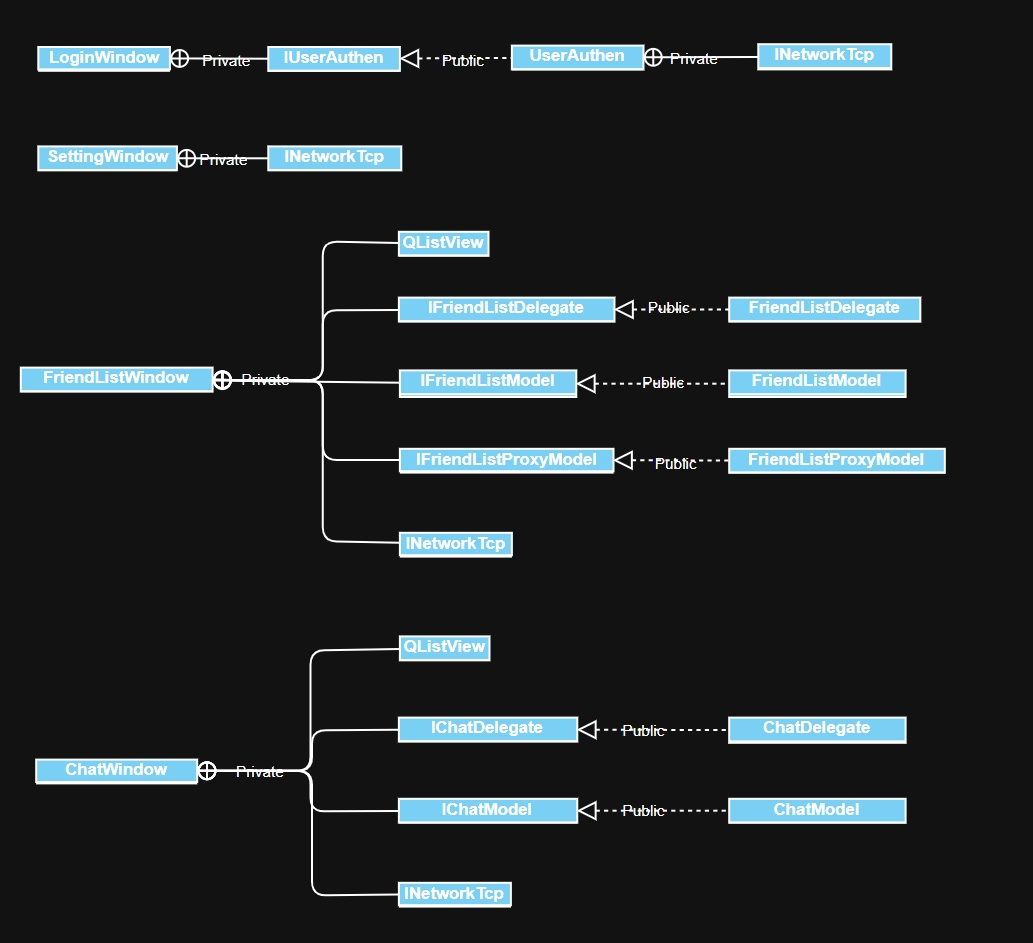 LoginWindow Private IUserAuthen Public UserAuthen Private INetworkTcp
SettingWindow Private INetworkTcp
QListView
IFriendListDelegate Public FriendListDelegate
FriendListWindow Private IFriendListModel Public FriendListModel
IFriendListProxyModel Public FriendListProxyModel
INetworkTcp
QListView
IChatDelegate Public ChatDelegate
ChatWindow Private
IChatModel Public ChatModel
INetworkTcp